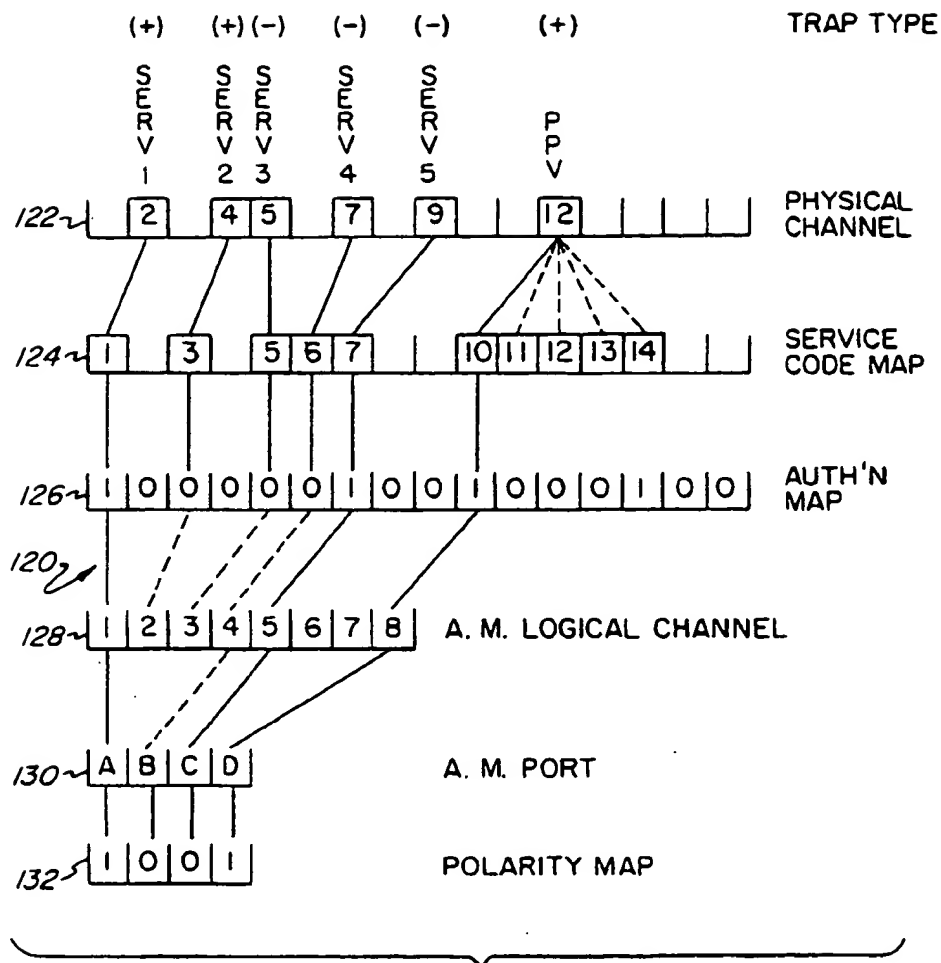 (+) (+) (-) (-) (-) (+) TRAP TYPE
SERV 1 SERV 2 SERV 3 SERV 4 SERV 5 PPV
122 2 4 5 7 9 12 PHYSICAL CHANNEL
124 1 3 5 6 7 10 11 12 13 14 SERVICE CODE MAP
126 1 0 0 0 0 0 1 0 0 1 0 0 0 1 0 0 AUTH'N MAP
120
128 1 2 3 4 5 6 7 8 A. M. LOGICAL CHANNEL
130 A B C D A. M. PORT
132 1 0 0 1 POLARITY MAP